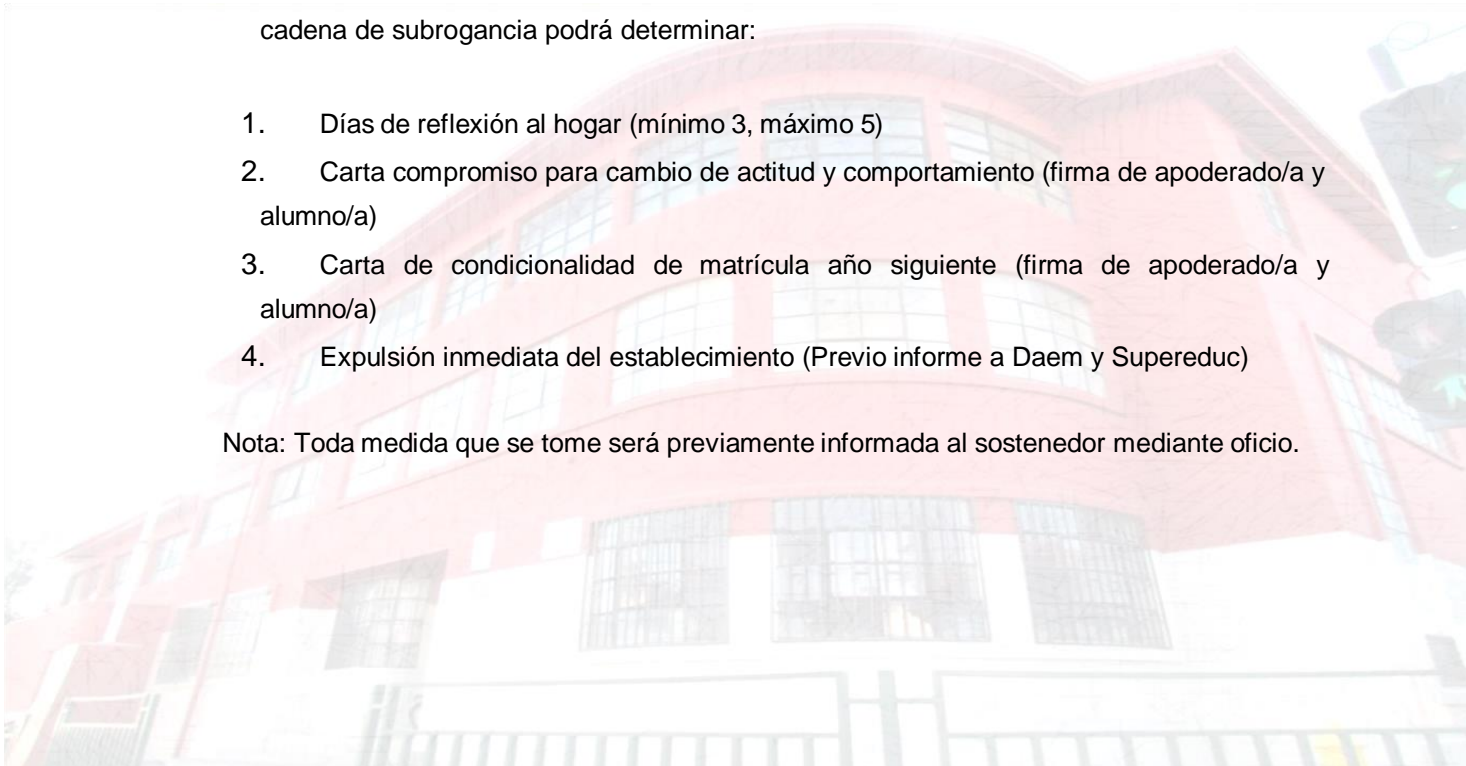 cadena de subrogancia podrá determinar:
1. Días de reflexión al hogar (mínimo 3, máximo 5)
2. Carta compromiso para cambio de actitud y comportamiento (firma de apoderado/a y
alumno/a)
3. Carta de condicionalidad de matrícula año siguiente (firma de apoderado/a y
alumno/a)
4. Expulsión inmediata del establecimiento (Previo informe a Daem y Supereduc)
Nota: Toda medida que se tome será previamente informada al sostenedor mediante oficio.